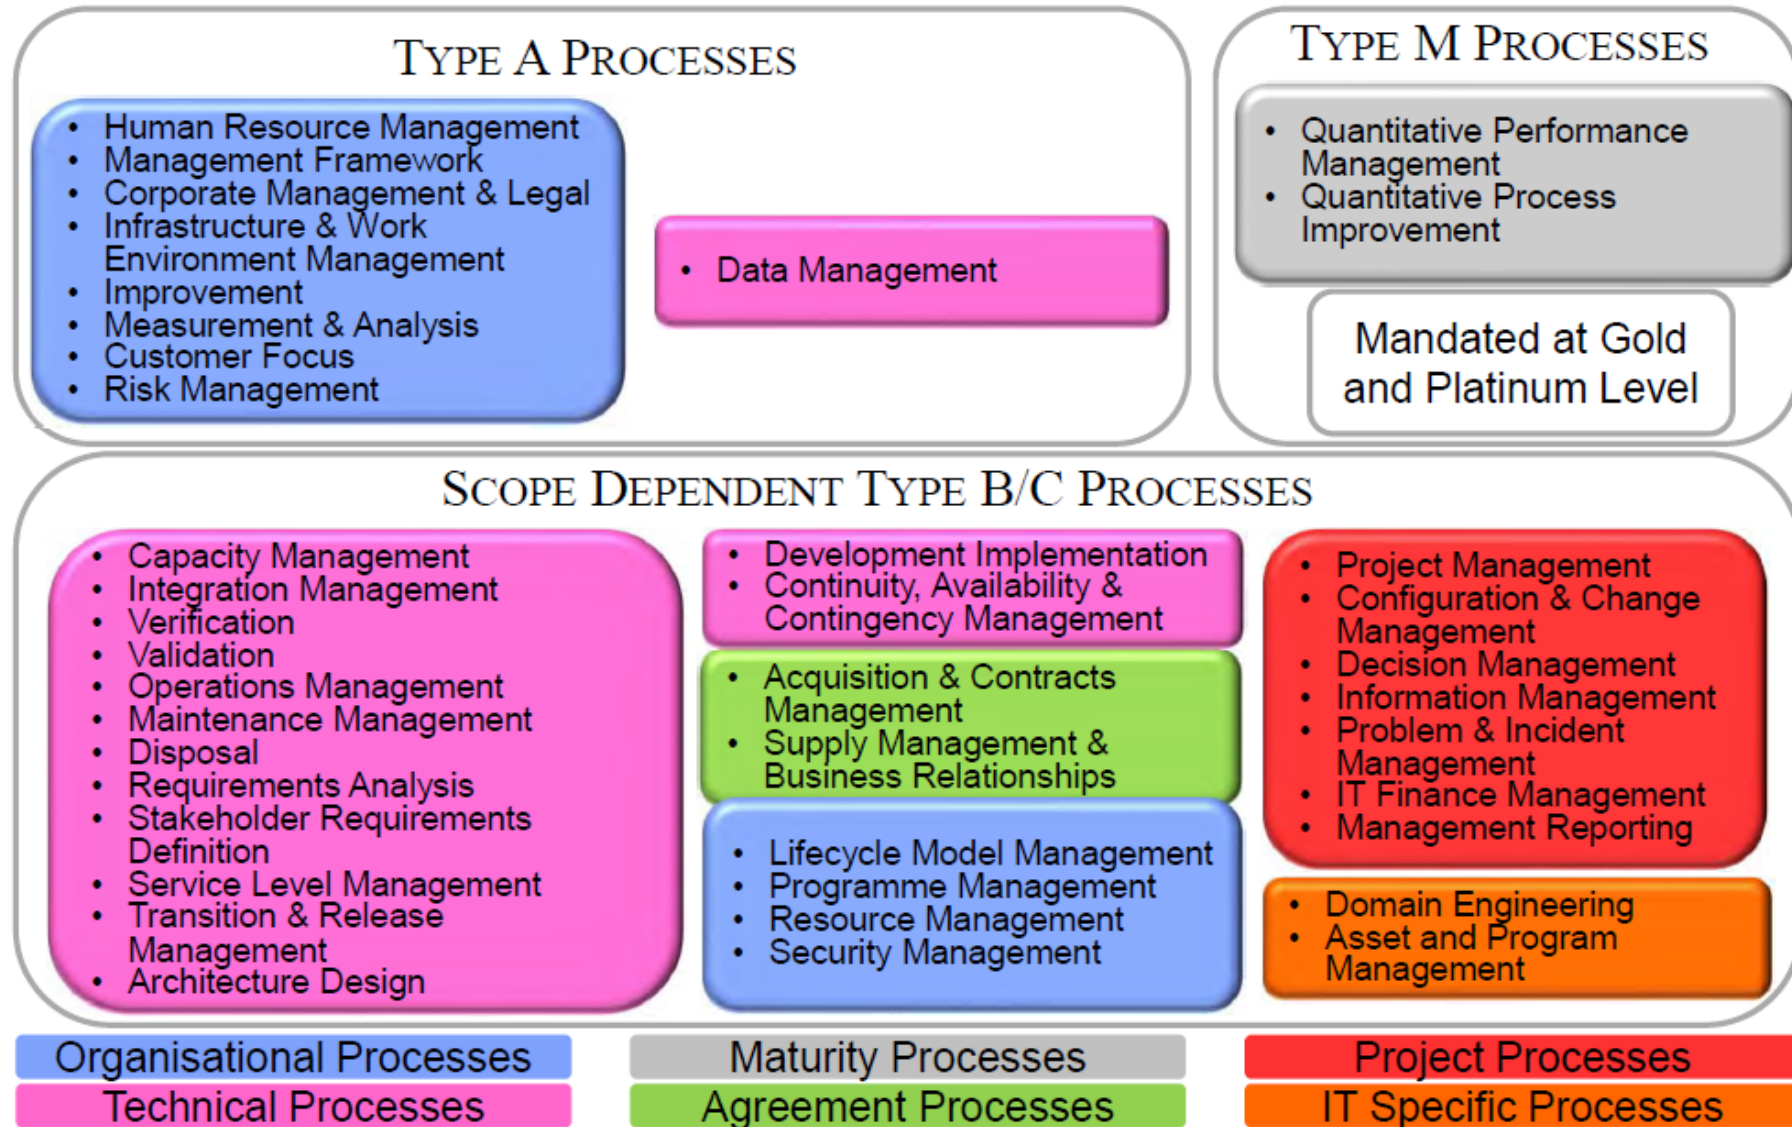 TYPE A PROCESSES
• Human Resource Management
• Management Framework
• Corporate Management & Legal
• Infrastructure & Work
Environment Management
• Improvement
• Measurement & Analysis
• Customer Focus
• Risk Management
• Data Management
TYPE M PROCESSES
• Quantitative Performance
Management
• Quantitative Process
Improvement
Mandated at Gold
and Platinum Level
SCOPE DEPENDENT TYPE B/C PROCESSES
• Capacity Management
• Integration Management
• Verification
• Validation
• Operations Management
• Maintenance Management
• Disposal
• Requirements Analysis
• Stakeholder Requirements
Definition
• Service Level Management
• Transition & Release
Management
• Architecture Design
• Development Implementation
• Continuity, Availability &
Contingency Management
• Acquisition & Contracts
Management
• Supply Management &
Business Relationships
• Lifecycle Model Management
• Programme Management
• Resource Management
• Security Management
• Project Management
• Configuration & Change
Management
• Decision Management
• Information Management
• Problem & Incident
Management
• IT Finance Management
• Management Reporting
• Domain Engineering
• Asset and Program
Management
Organisational Processes
Maturity Processes
Project Processes
Technical Processes
Agreement Processes
IT Specific Processes